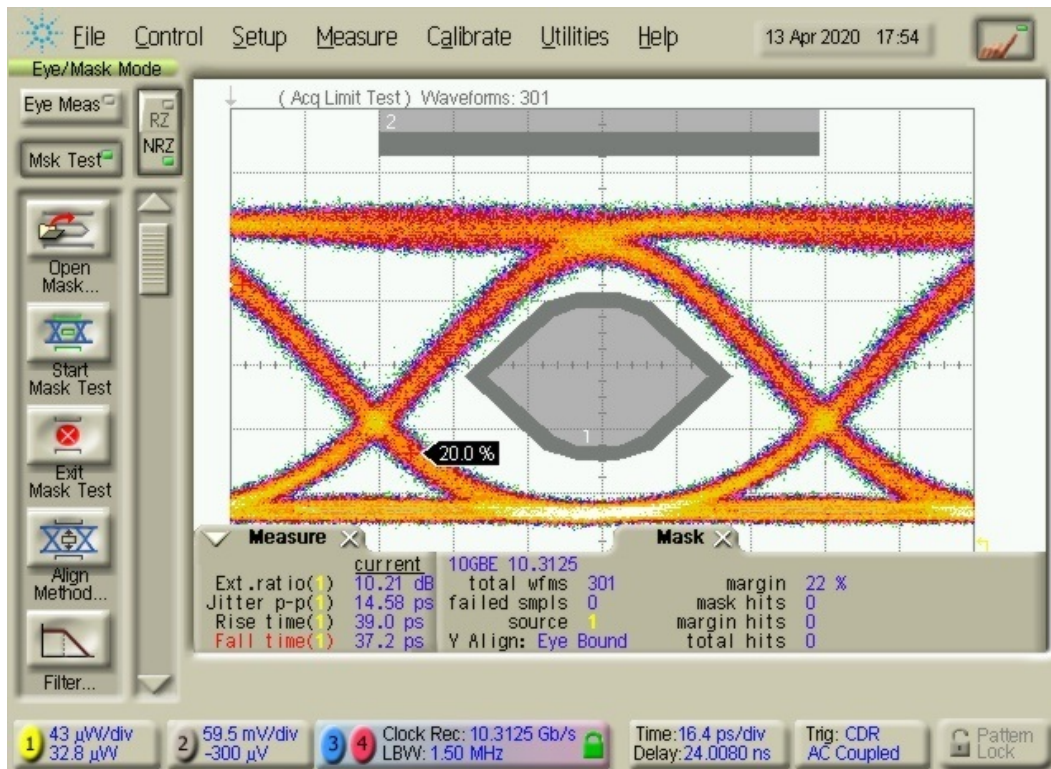 File Control Setup Measure Calibrate Utilities Help 13 Apr 2020 17:54
Eye/Mask Mode
Eye Meas
RZ
NRZ
Msk Test
( Acq Limit Test ) Waveforms: 301
2
Open
Mask...
Start
Mask Test
Exit
Mask Test
Align
Method...
Filter...
1
20.0 %
Measure
current
Ext.ratio(1) 10.21 dB
Jitter p-p(1) 14.58 ps
Rise time(1) 39.0 ps
Fall time(1) 37.2 ps
Mask
10GBE 10.3125
total wfms 301 margin 22 %
failed smpls 0 mask hits 0
source 1 margin hits 0
Y Align: Eye Bound total hits 0
1 43 µW/div
32.8 µW
2 59.5 mV/div
-300 µV
3 4 Clock Rec: 10.3125 Gb/s
LBW: 1.50 MHz
Time:16.4 ps/div
Delay:24.0080 ns
Trig: CDR
AC Coupled
Pattern
Lock